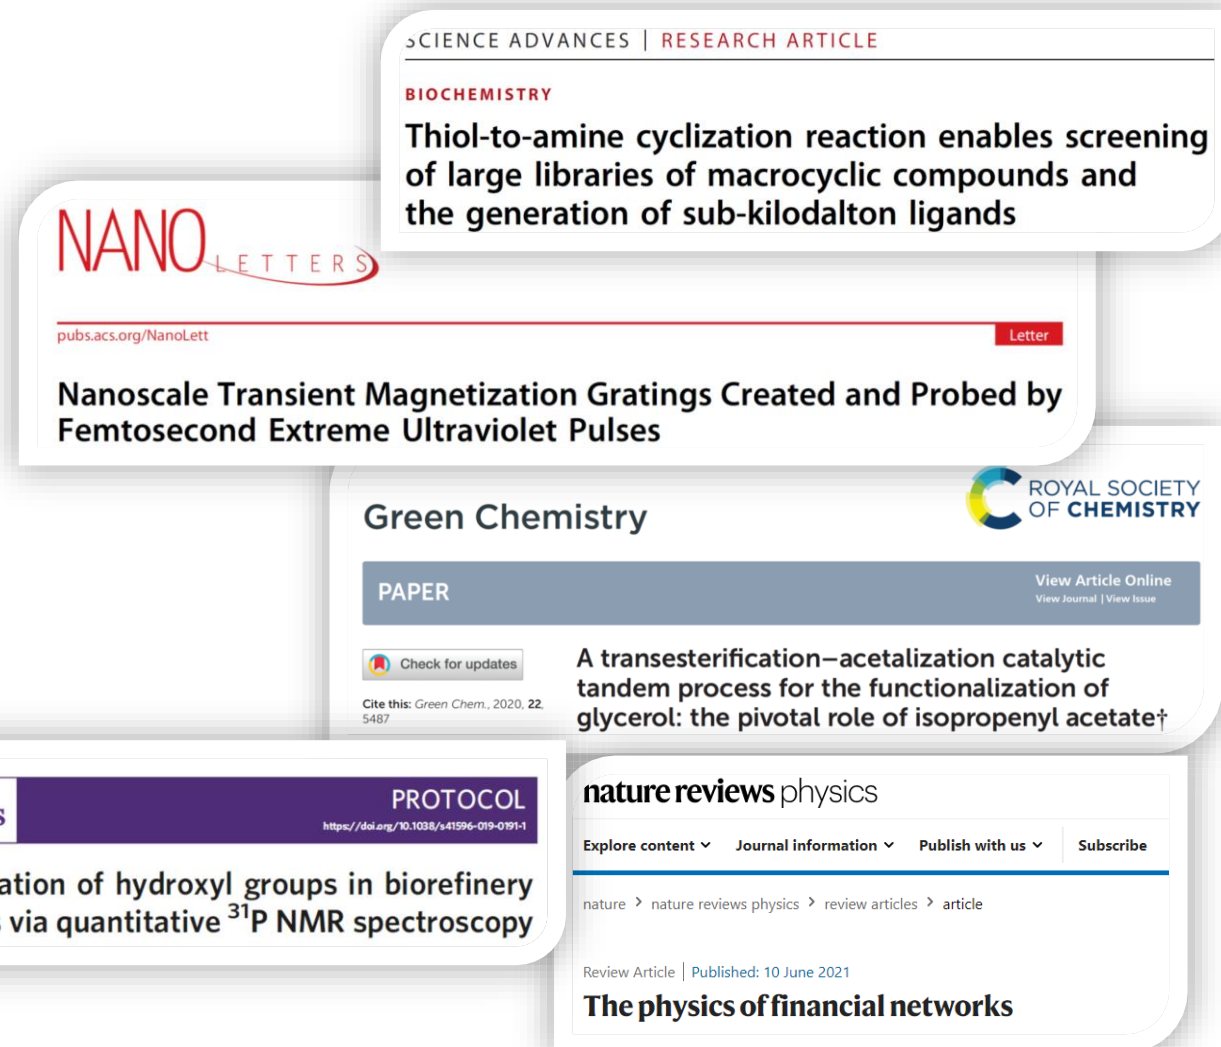 SCIENCE ADVANCES | RESEARCH ARTICLE
BIOCHEMISTRY
Thiol-to-amine cyclization reaction enables screening
of large libraries of macrocyclic compounds and
the generation of sub-kilodalton ligands
NANO LETTERS
pubs.acs.org/NanoLett
Letter
Nanoscale Transient Magnetization Gratings Created and Probed by
Femtosecond Extreme Ultraviolet Pulses
Green Chemistry
ROYAL SOCIETY
OF CHEMISTRY
PAPER
View Article Online
View Journal | View Issue
Check for updates
Cite this: Green Chem., 2020, 22,
5487
A transesterification–acetalization catalytic
tandem process for the functionalization of
glycerol: the pivotal role of isopropenyl acetate†
PROTOCOL
https://doi.org/10.1038/s41596-019-0191-1
of hydroxyl groups in biorefinery
via quantitative ³¹P NMR spectroscopy
nature reviews physics
Explore content Journal information Publish with us Subscribe
nature > nature reviews physics > review articles > article
Review Article | Published: 10 June 2021
The physics of financial networks